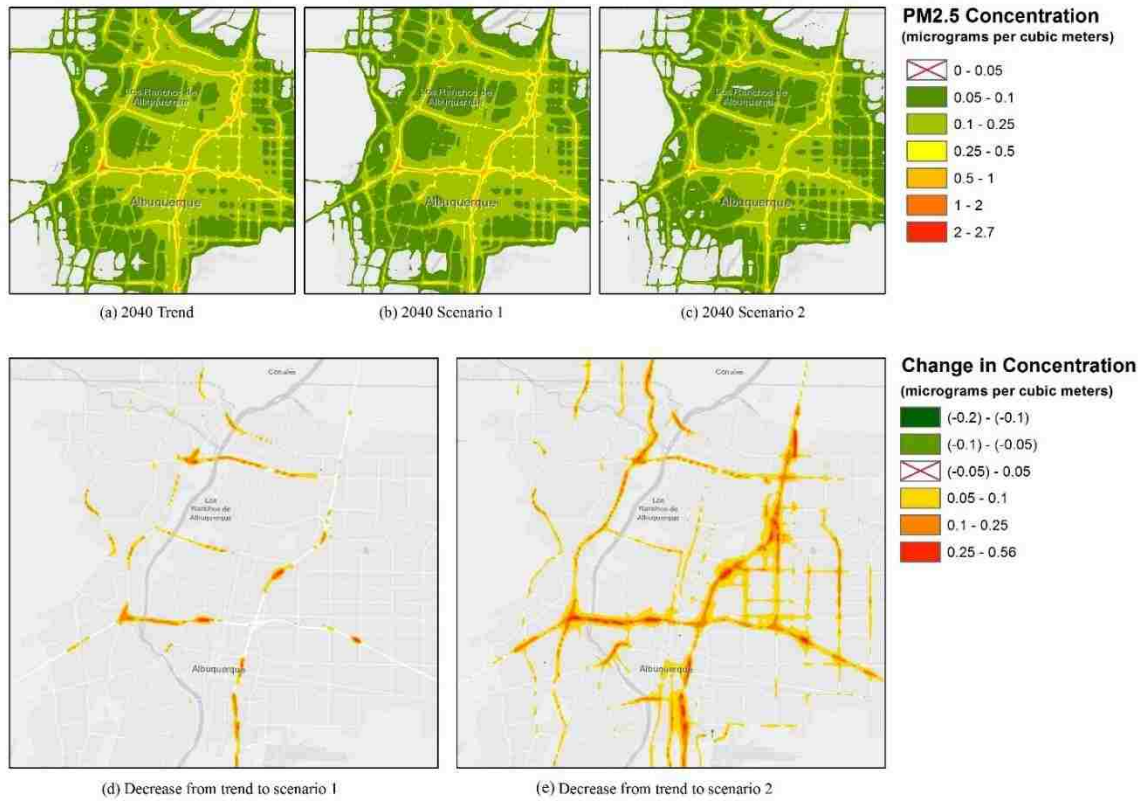 PM2.5 Concentration
(micrograms per cubic meters)
0 - 0.05
0.05 - 0.1
0.1 - 0.25
0.25 - 0.5
0.5 - 1
1 - 2
2 - 2.7
Los Ranchos de
Albuquerque
Albuquerque
Los Ranchos de
Albuquerque
Albuquerque
Los Ranchos de
Albuquerque
Albuquerque
(a) 2040 Trend
(b) 2040 Scenario 1
(c) 2040 Scenario 2
Change in Concentration
(micrograms per cubic meters)
(-0.2) - (-0.1)
(-0.1) - (-0.05)
(-0.05) - 0.05
0.05 - 0.1
0.1 - 0.25
0.25 - 0.56
Corrales
Los
Ranchos de
Albuquerque
Albuquerque
Corrales
Los
Ranchos de
Albuquerque
Albuquerque
(d) Decrease from trend to scenario 1
(e) Decrease from trend to scenario 2